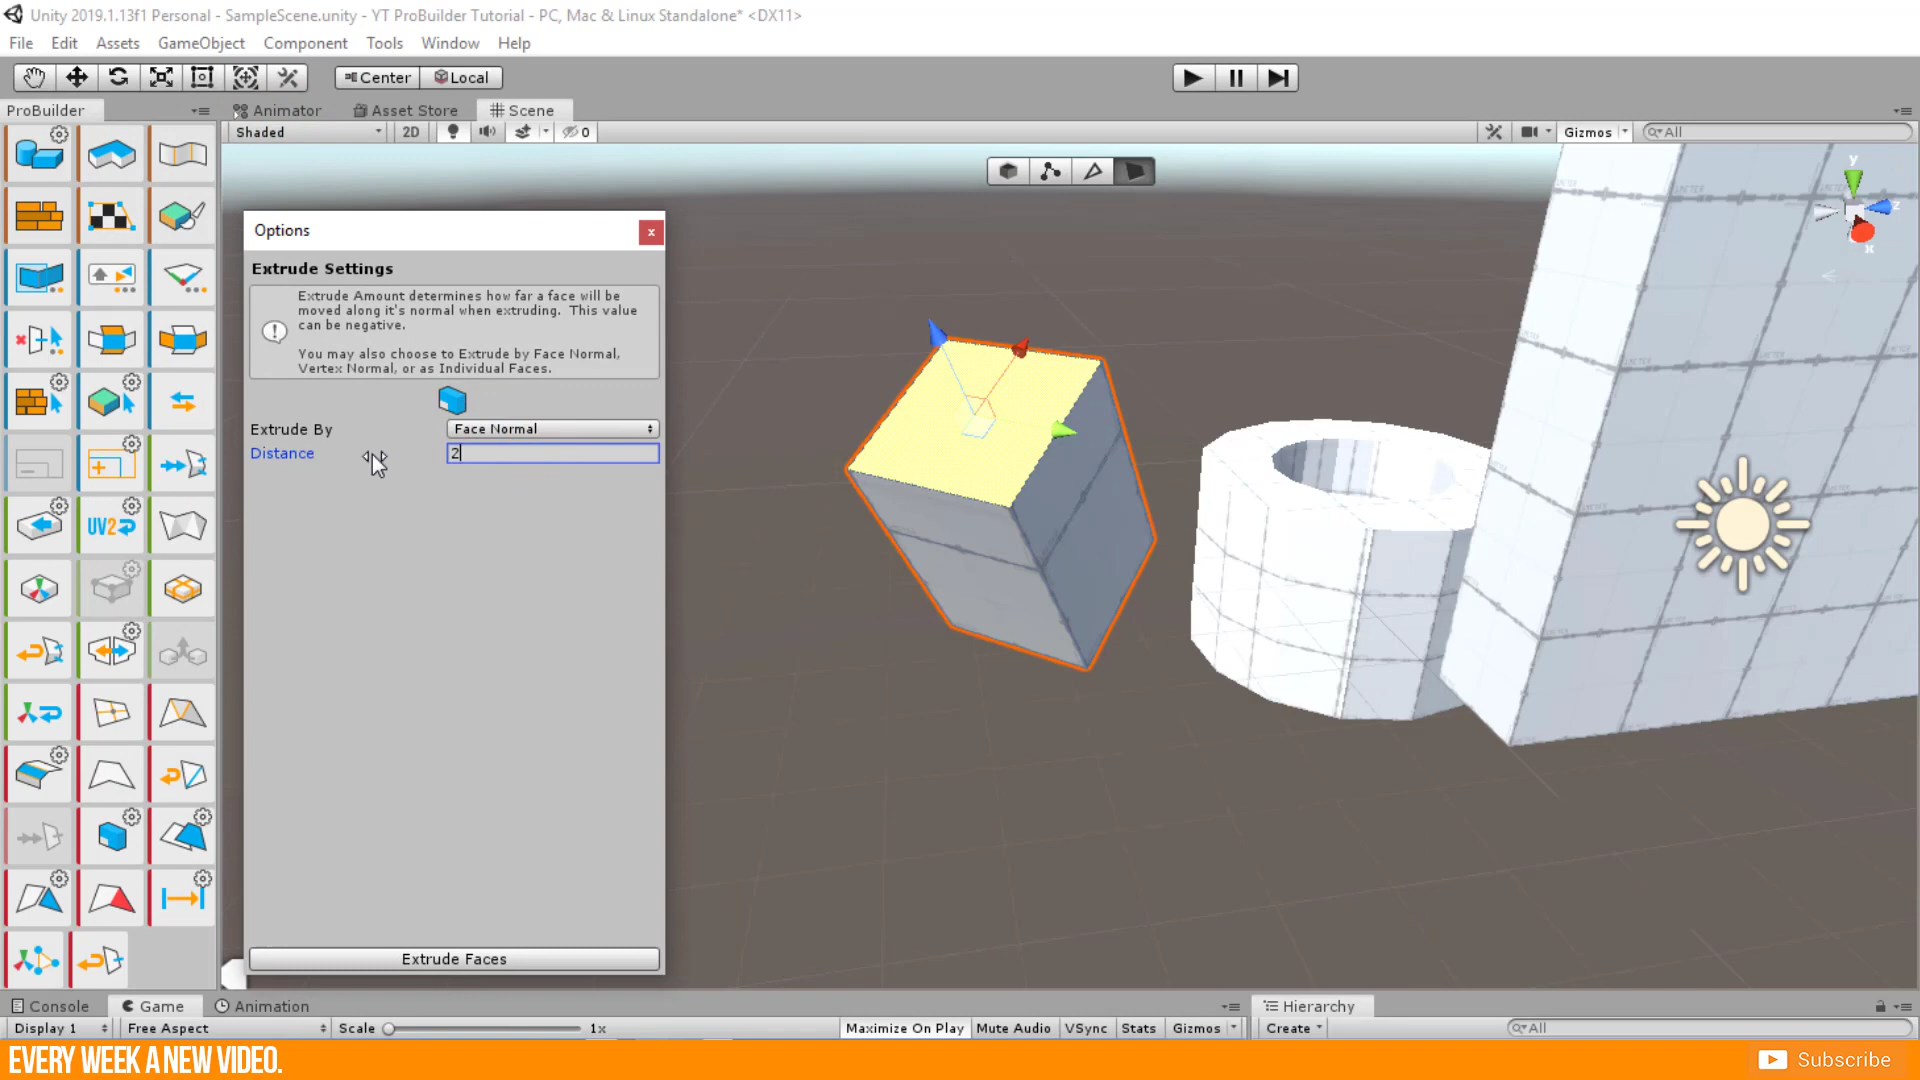 Unity 2019.1.13f1 Personal - SampleScene.unity - YT ProBuilder Tutorial - PC, Mac & Linux Standalone* <DX11>
File Edit Assets GameObject Component Tools Window Help
Center Local
ProBuilder Animator Asset Store Scene
Shaded 2D 0 Gizmos All
y
z
x
Options
x
Extrude Settings
Extrude Amount determines how far a face will be
moved along it's normal when extruding. This value
can be negative.
You may also choose to Extrude by Face Normal,
Vertex Normal, or as Individual Faces.
Extrude By Face Normal
Distance 2
UV2
Extrude Faces
Console Game Animation Hierarchy
Display 1 Free Aspect Scale 1x Maximize On Play Mute Audio VSync Stats Gizmos Create All
EVERY WEEK A NEW VIDEO. Subscribe